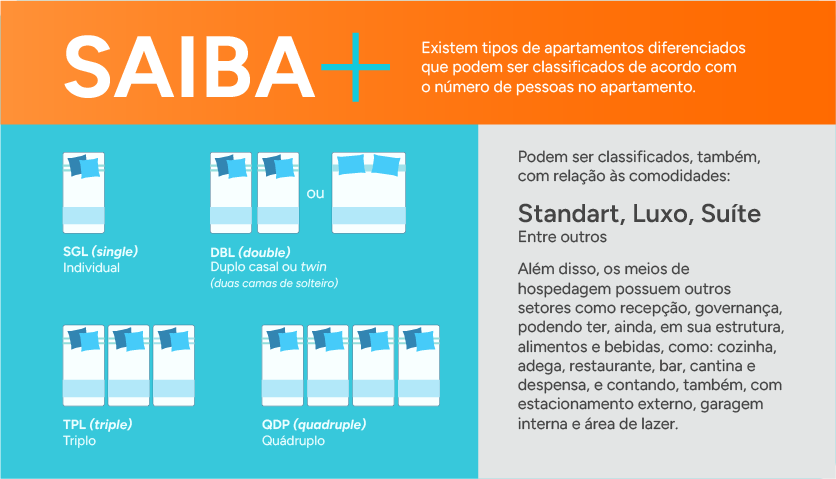 SAIBA+
Existem tipos de apartamentos diferenciados
que podem ser classificados de acordo com
o número de pessoas no apartamento.
ou
SGL (single)
Individual
DBL (double)
Duplo casal ou twin
(duas camas de solteiro)
TPL (triple)
Triplo
QDP (quadruple)
Quádruplo
Podem ser classificados, também,
com relação às comodidades:
Standart, Luxo, Suíte
Entre outros
Além disso, os meios de
hospedagem possuem outros
setores como recepção, governança,
podendo ter, ainda, em sua estrutura,
alimentos e bebidas, como: cozinha,
adega, restaurante, bar, cantina e
despensa, e contando, também, com
estacionamento externo, garagem
interna e área de lazer.